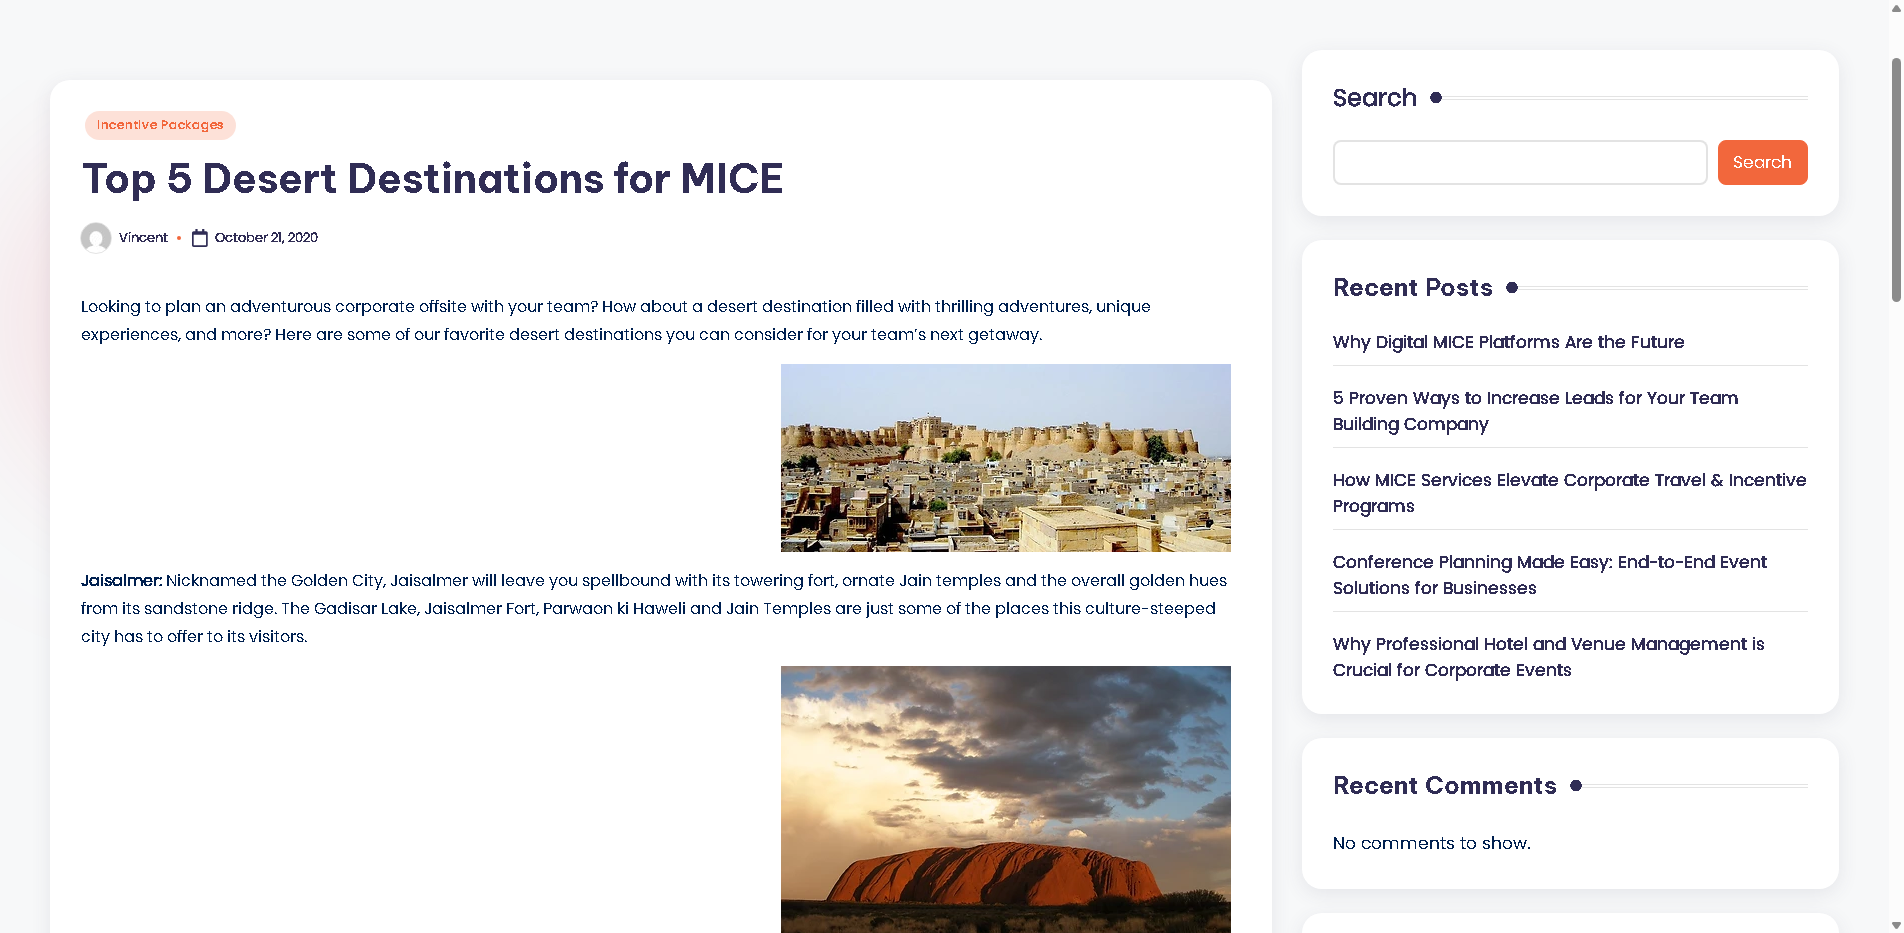 Incentive Packages
Top 5 Desert Destinations for MICE
Vincent • October 21, 2020
Looking to plan an adventurous corporate offsite with your team? How about a desert destination filled with thrilling adventures, unique
experiences, and more? Here are some of our favorite desert destinations you can consider for your team’s next getaway.
Jaisalmer: Nicknamed the Golden City, Jaisalmer will leave you spellbound with its towering fort, ornate Jain temples and the overall golden hues
from its sandstone ridge. The Gadisar Lake, Jaisalmer Fort, Parwaon ki Haweli and Jain Temples are just some of the places this culture-steeped
city has to offer to its visitors.
Search
Search
Recent Posts
Why Digital MICE Platforms Are the Future
5 Proven Ways to Increase Leads for Your Team
Building Company
How MICE Services Elevate Corporate Travel & Incentive
Programs
Conference Planning Made Easy: End-to-End Event
Solutions for Businesses
Why Professional Hotel and Venue Management is
Crucial for Corporate Events
Recent Comments
No comments to show.